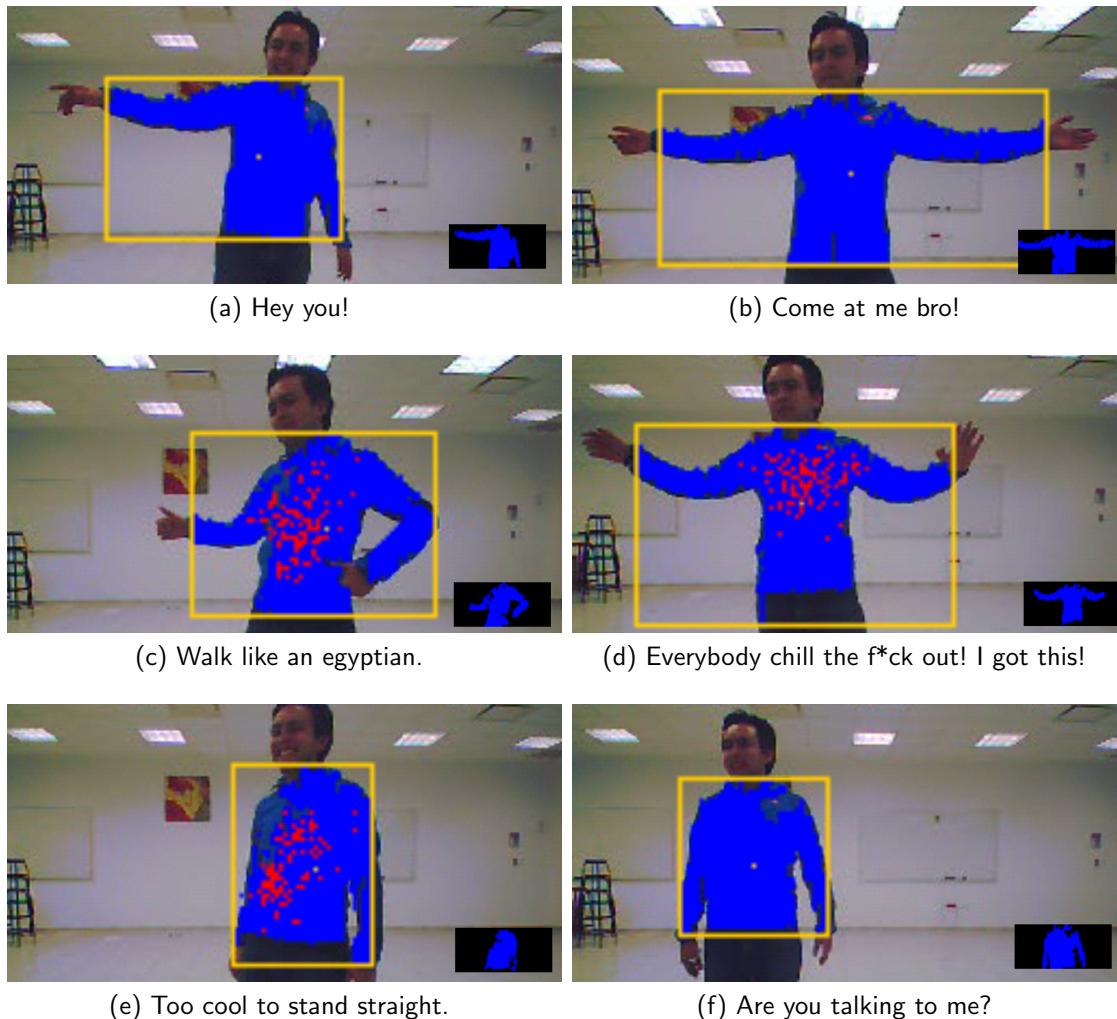 (a) Hey you!
(b) Come at me bro!
(c) Walk like an egyptian.
(d) Everybody chill the f*ck out! I got this!
(e) Too cool to stand straight.
(f) Are you talking to me?